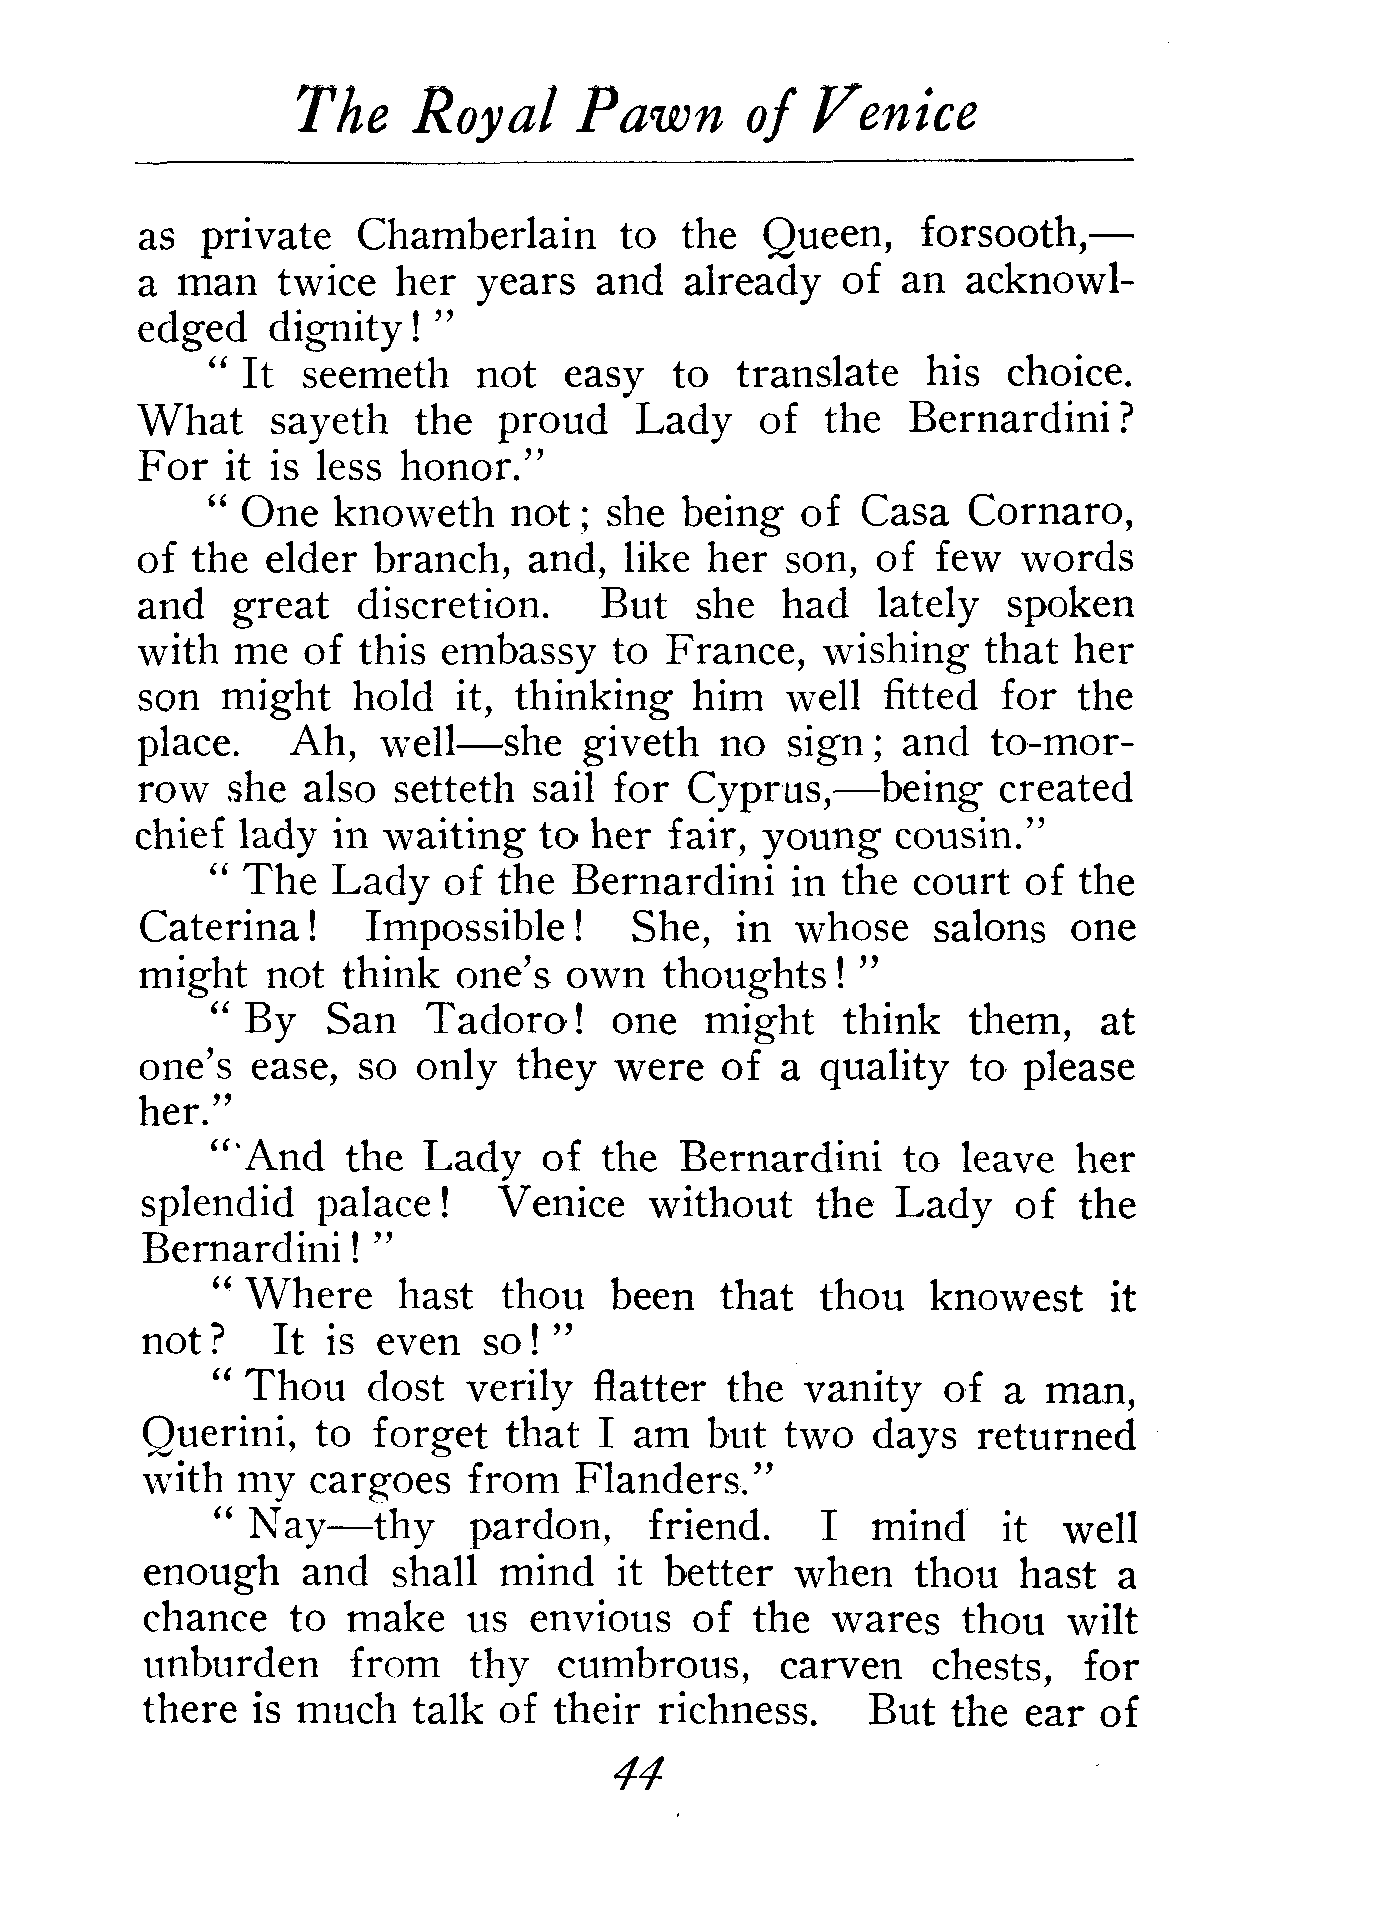 The Royal Pawn of Venice
as private Chamberlain to the Queen, forsooth,—
a man twice her years and already of an acknowl-
edged dignity! "
" It seemeth not easy to translate his choice.
What sayeth the proud Lady of the Bernardini?
For it is less honor."
" One knoweth not; she being of Casa Cornaro,
of the elder branch, and, like her son, of few words
and great discretion. But she had lately spoken
with me of this embassy to France, wishing that her
son might hold it, thinking him well fitted for the
place. Ah, well—she giveth no sign; and to-mor-
row she also setteth sail for Cyprus,—being created
chief lady in waiting to her fair, young cousin."
" The Lady of the Bernardini in the court of the
Caterina! Impossible! She, in whose salons one
might not think one's own thoughts! "
" By San Tadoro! one might think them, at
one's ease, so only they were of a quality to please
her."
" And the Lady of the Bernardini to leave her
splendid palace! Venice without the Lady of the
Bernardini! "
" Where hast thou been that thou knowest it
not? It is even so! "
" Thou dost verily flatter the vanity of a man,
Querini, to forget that I am but two days returned
with my cargoes from Flanders."
" Nay—thy pardon, friend. I mind it well
enough and shall mind it better when thou hast a
chance to make us envious of the wares thou wilt
unburden from thy cumbrous, carven chests, for
there is much talk of their richness. But the ear of
44